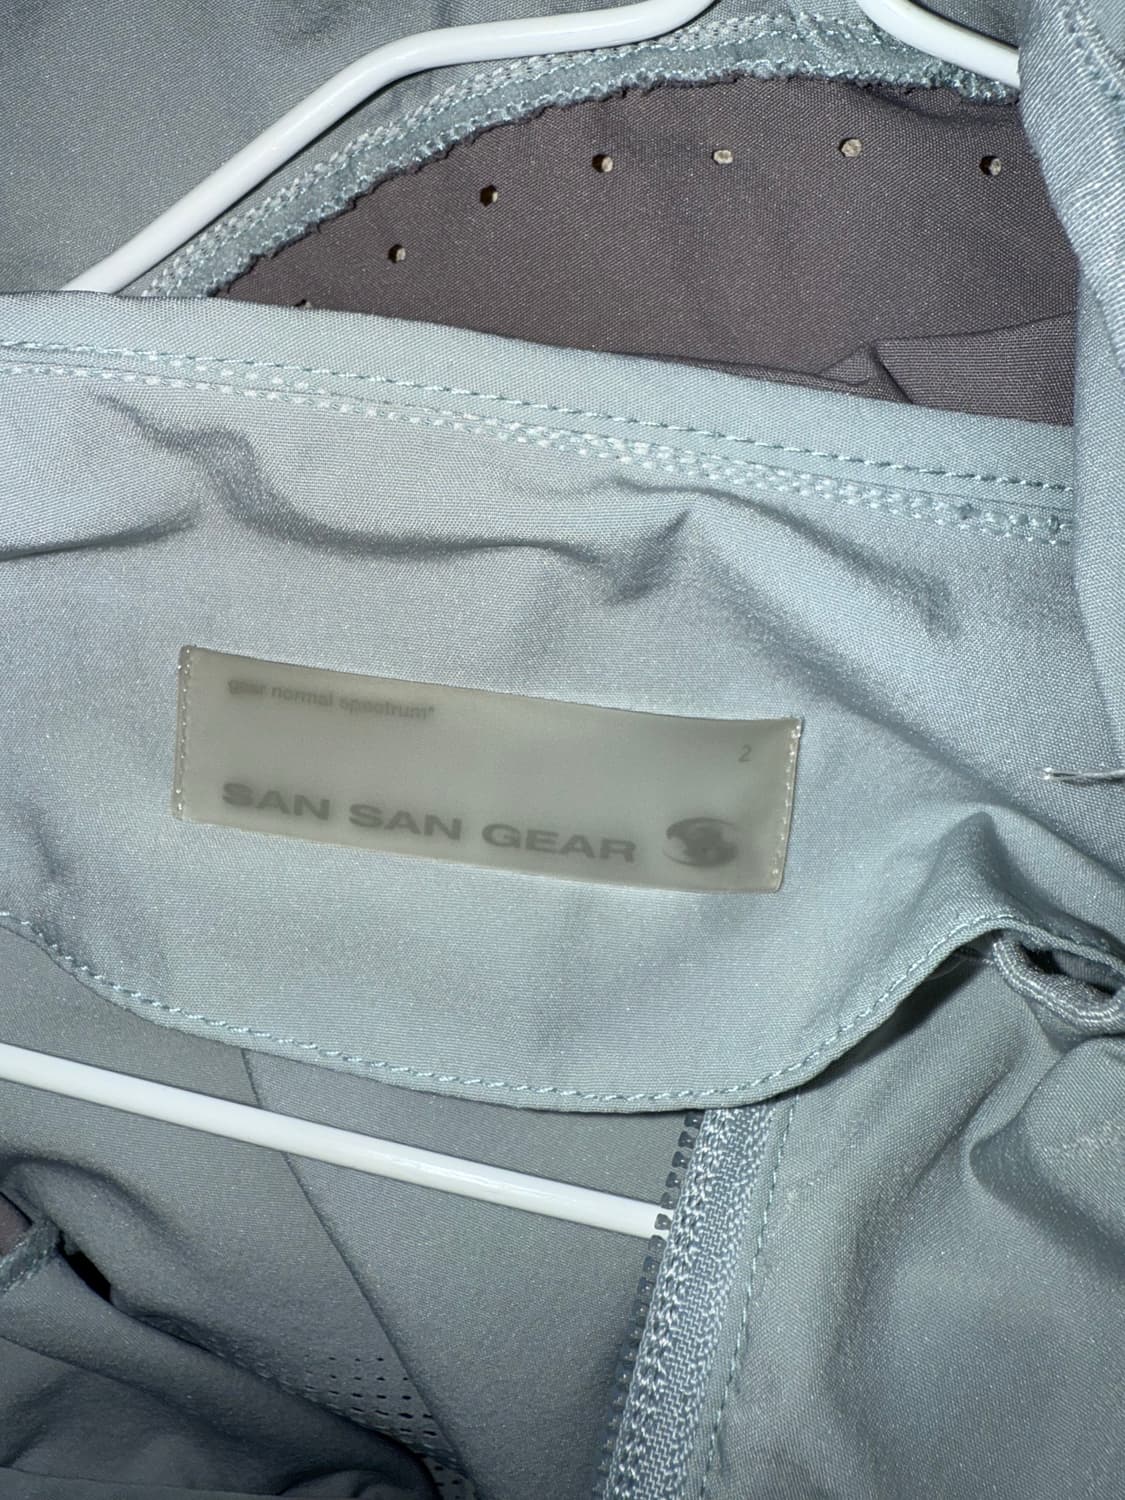 gear normal spectrum*
2
SAN SAN GEAR